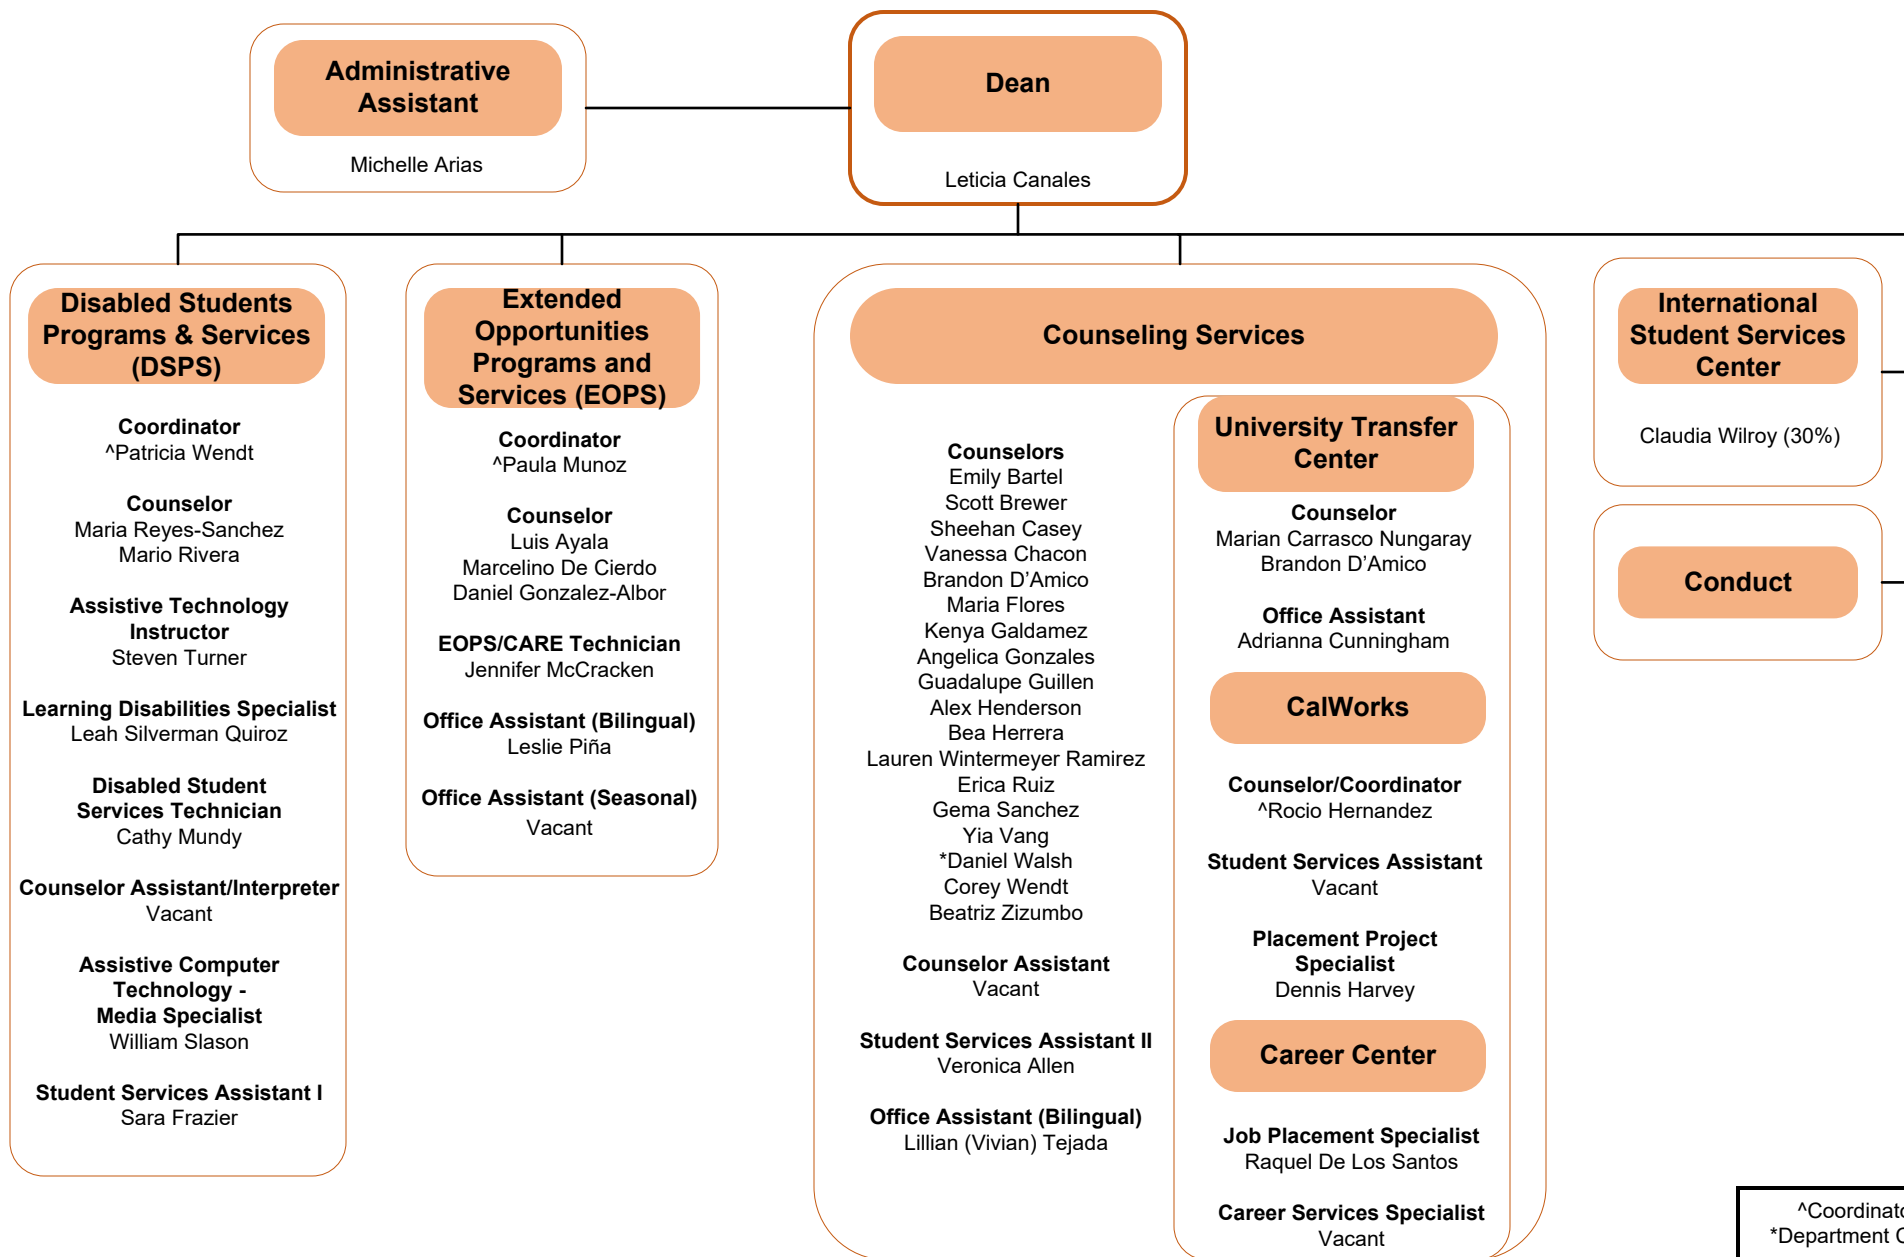 Administrative
Assistant
Michelle Arias
Dean
Leticia Canales
Disabled Students
Programs & Services
(DSPS)
Coordinator
^Patricia Wendt
Counselor
Maria Reyes-Sanchez
Mario Rivera
Assistive Technology
Instructor
Steven Turner
Learning Disabilities Specialist
Leah Silverman Quiroz
Disabled Student
Services Technician
Cathy Mundy
Counselor Assistant/Interpreter
Vacant
Assistive Computer
Technology -
Media Specialist
William Slason
Student Services Assistant I
Sara Frazier
Extended
Opportunities
Programs and
Services (EOPS)
Coordinator
^Paula Munoz
Counselor
Luis Ayala
Marcelino De Cierdo
Daniel Gonzalez-Albor
EOPS/CARE Technician
Jennifer McCracken
Office Assistant (Bilingual)
Leslie Piña
Office Assistant (Seasonal)
Vacant
Counseling Services
Counselors
Emily Bartel
Scott Brewer
Sheehan Casey
Vanessa Chacon
Brandon D’Amico
Maria Flores
Kenya Galdamez
Angelica Gonzales
Guadalupe Guillen
Alex Henderson
Bea Herrera
Lauren Wintermeyer Ramirez
Erica Ruiz
Gema Sanchez
Yia Vang
*Daniel Walsh
Corey Wendt
Beatriz Zizumbo
Counselor Assistant
Vacant
Student Services Assistant II
Veronica Allen
Office Assistant (Bilingual)
Lillian (Vivian) Tejada
University Transfer
Center
Counselor
Marian Carrasco Nungaray
Brandon D’Amico
Office Assistant
Adrianna Cunningham
CalWorks
Counselor/Coordinator
^Rocio Hernandez
Student Services Assistant
Vacant
Placement Project
Specialist
Dennis Harvey
Career Center
Job Placement Specialist
Raquel De Los Santos
Career Services Specialist
Vacant
International
Student Services
Center
Claudia Wilroy (30%)
Conduct
^Coordinato
*Department C